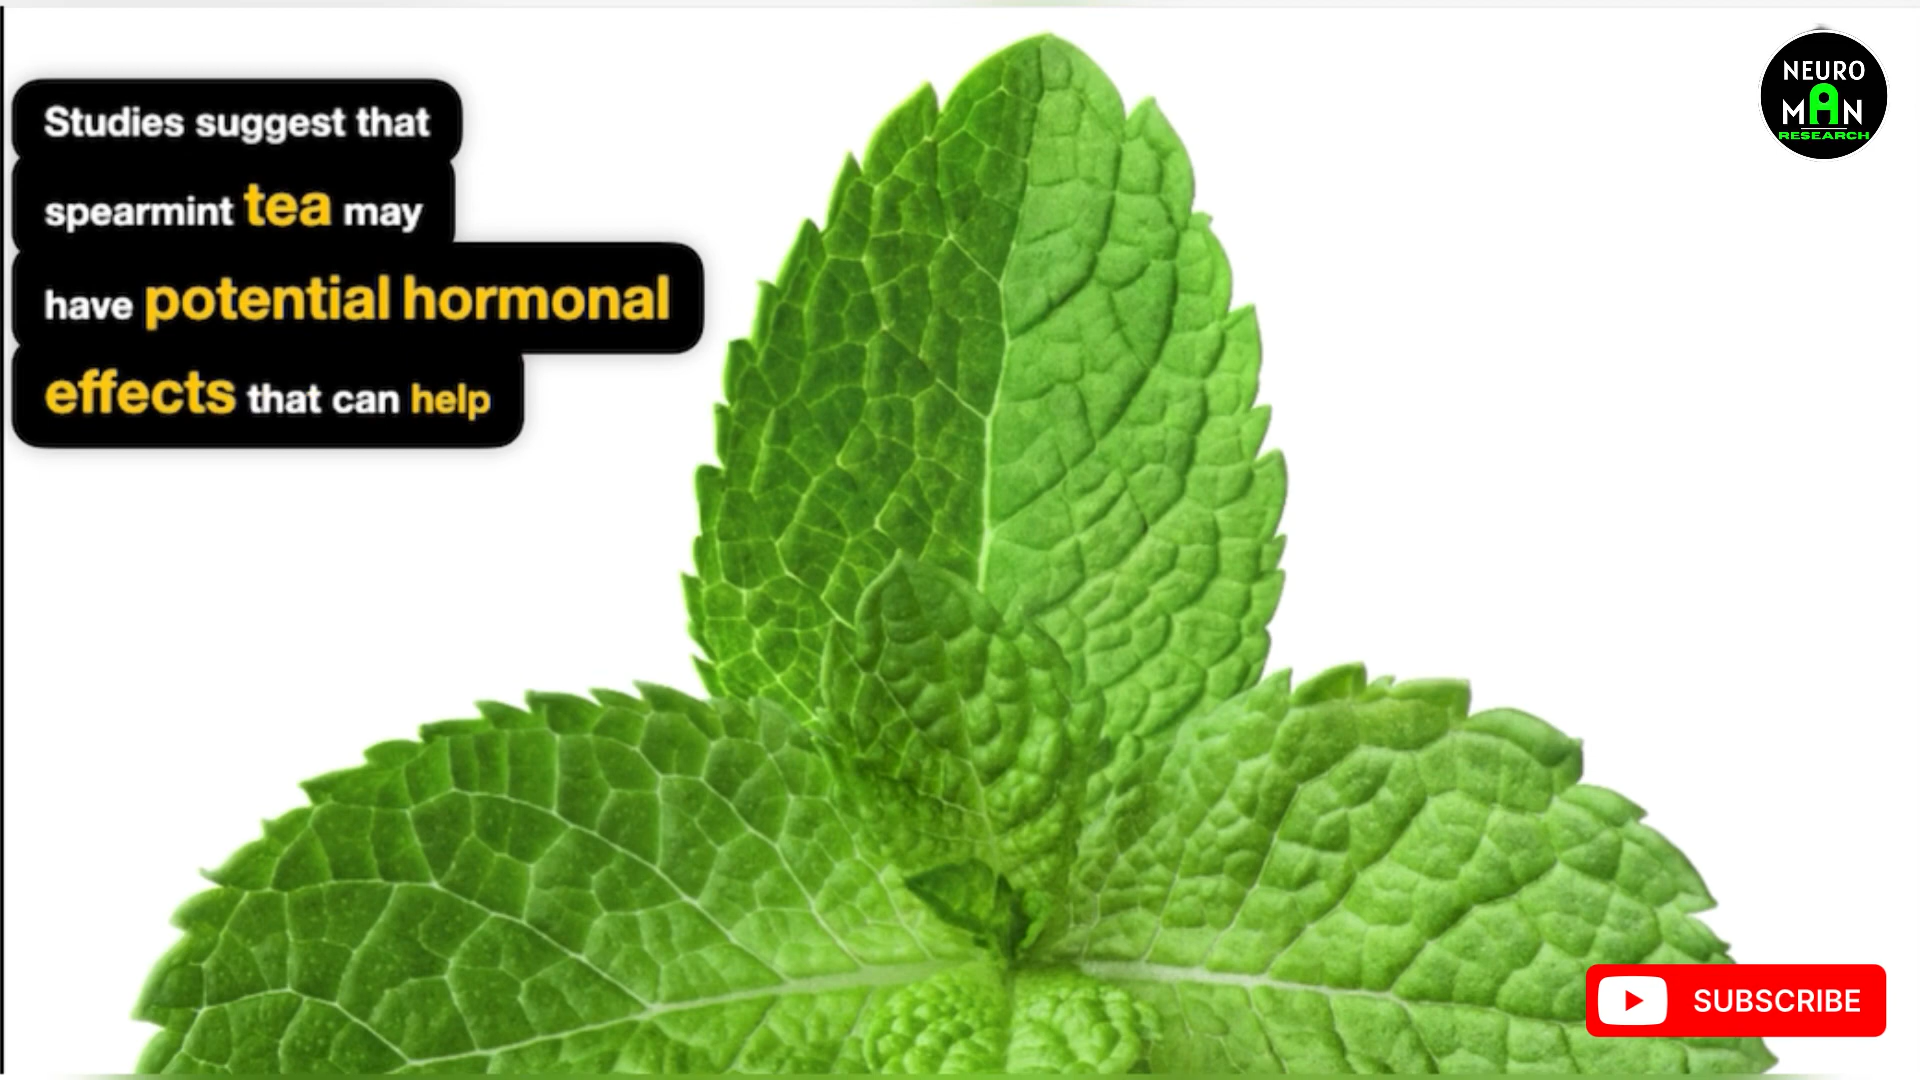 Studies suggest that
spearmint tea may
have potential hormonal
effects that can help
NEURO
MAN
RESEARCH
SUBSCRIBE